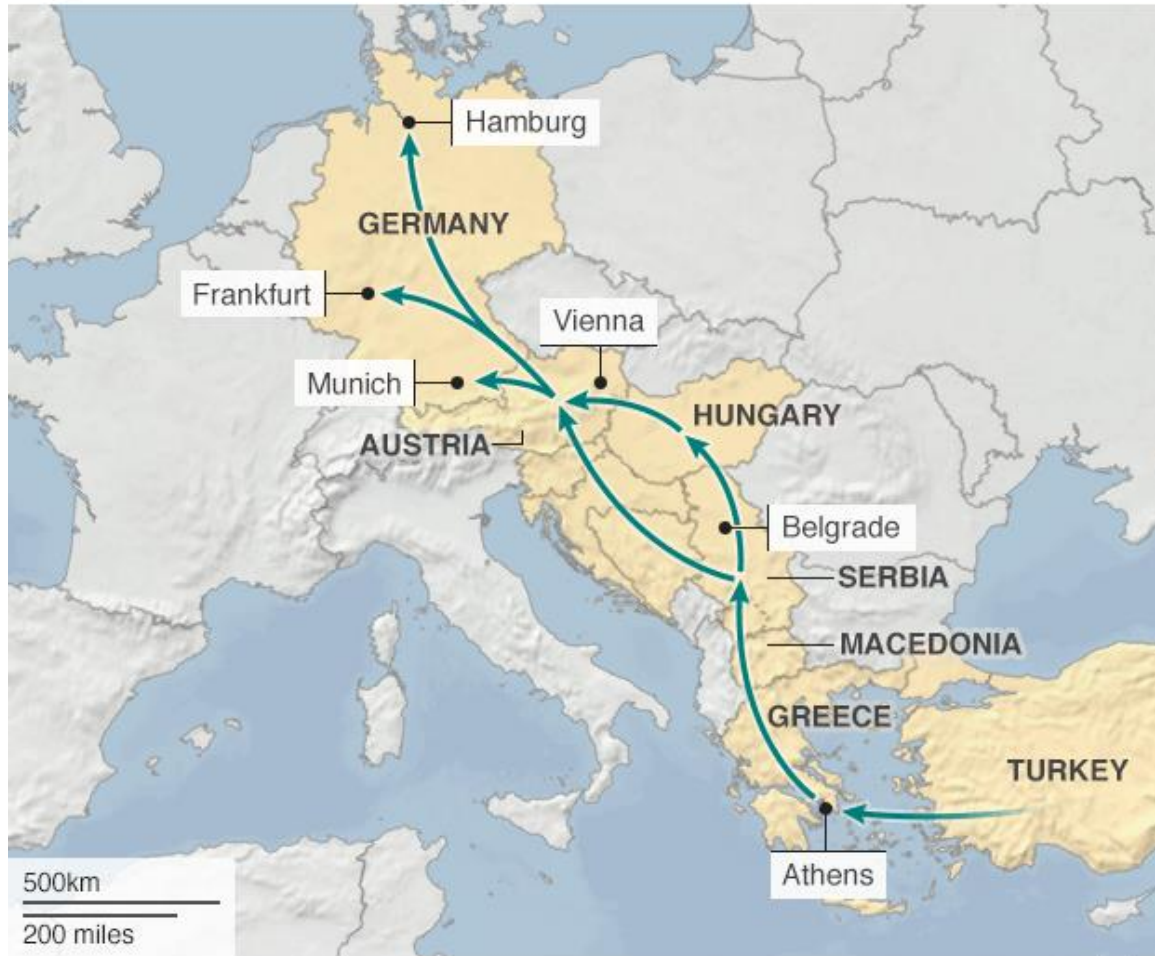 Hamburg
GERMANY
Frankfurt
Vienna
Munich
HUNGARY
AUSTRIA
Belgrade
SERBIA
MACEDONIA
GREECE
TURKEY
Athens
500km
200 miles